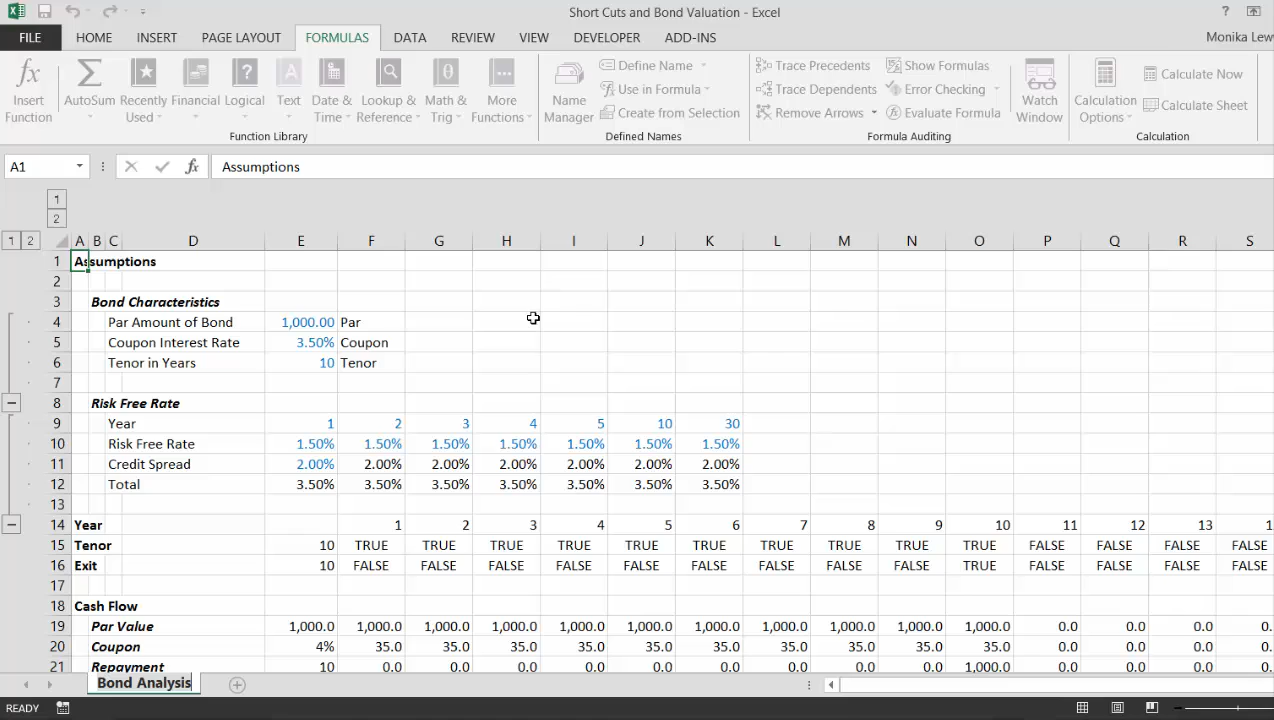 Short Cuts and Bond Valuation - Excel
?
FILE HOME INSERT PAGE LAYOUT FORMULAS DATA REVIEW VIEW DEVELOPER ADD-INS Monika Lew
fx Insert Function
Σ AutoSum
Recently Used
Financial
Logical
Text
Date & Time
Lookup & Reference
Math & Trig
More Functions
Function Library
Name Manager
Define Name
Use in Formula
Create from Selection
Defined Names
Trace Precedents
Trace Dependents
Remove Arrows
Show Formulas
Error Checking
Evaluate Formula
Formula Auditing
Watch Window
Calculation Options
Calculate Now
Calculate Sheet
Calculation
A1 fx Assumptions
1
2
1 2 A B C D E F G H I J K L M N O P Q R S
1 Assumptions
2
3 Bond Characteristics
4 Par Amount of Bond 1,000.00 Par
5 Coupon Interest Rate 3.50% Coupon
6 Tenor in Years 10 Tenor
7
8 Risk Free Rate
9 Year 1 2 3 4 5 10 30
10 Risk Free Rate 1.50% 1.50% 1.50% 1.50% 1.50% 1.50% 1.50%
11 Credit Spread 2.00% 2.00% 2.00% 2.00% 2.00% 2.00% 2.00%
12 Total 3.50% 3.50% 3.50% 3.50% 3.50% 3.50% 3.50%
13
14 Year 1 2 3 4 5 6 7 8 9 10 11 12 13 1
15 Tenor 10 TRUE TRUE TRUE TRUE TRUE TRUE TRUE TRUE TRUE TRUE FALSE FALSE FALSE FALSE
16 Exit 10 FALSE FALSE FALSE FALSE FALSE FALSE FALSE FALSE FALSE TRUE FALSE FALSE FALSE FALSE
17
18 Cash Flow
19 Par Value 1,000.0 1,000.0 1,000.0 1,000.0 1,000.0 1,000.0 1,000.0 1,000.0 1,000.0 1,000.0 1,000.0 0.0 0.0 0.0 0.
20 Coupon 4% 35.0 35.0 35.0 35.0 35.0 35.0 35.0 35.0 35.0 35.0 0.0 0.0 0.0 0.
21 Repayment 10 0.0 0.0 0.0 0.0 0.0 0.0 0.0 0.0 0.0 1,000.0 0.0 0.0 0.0 0.
Bond Analysis
READY